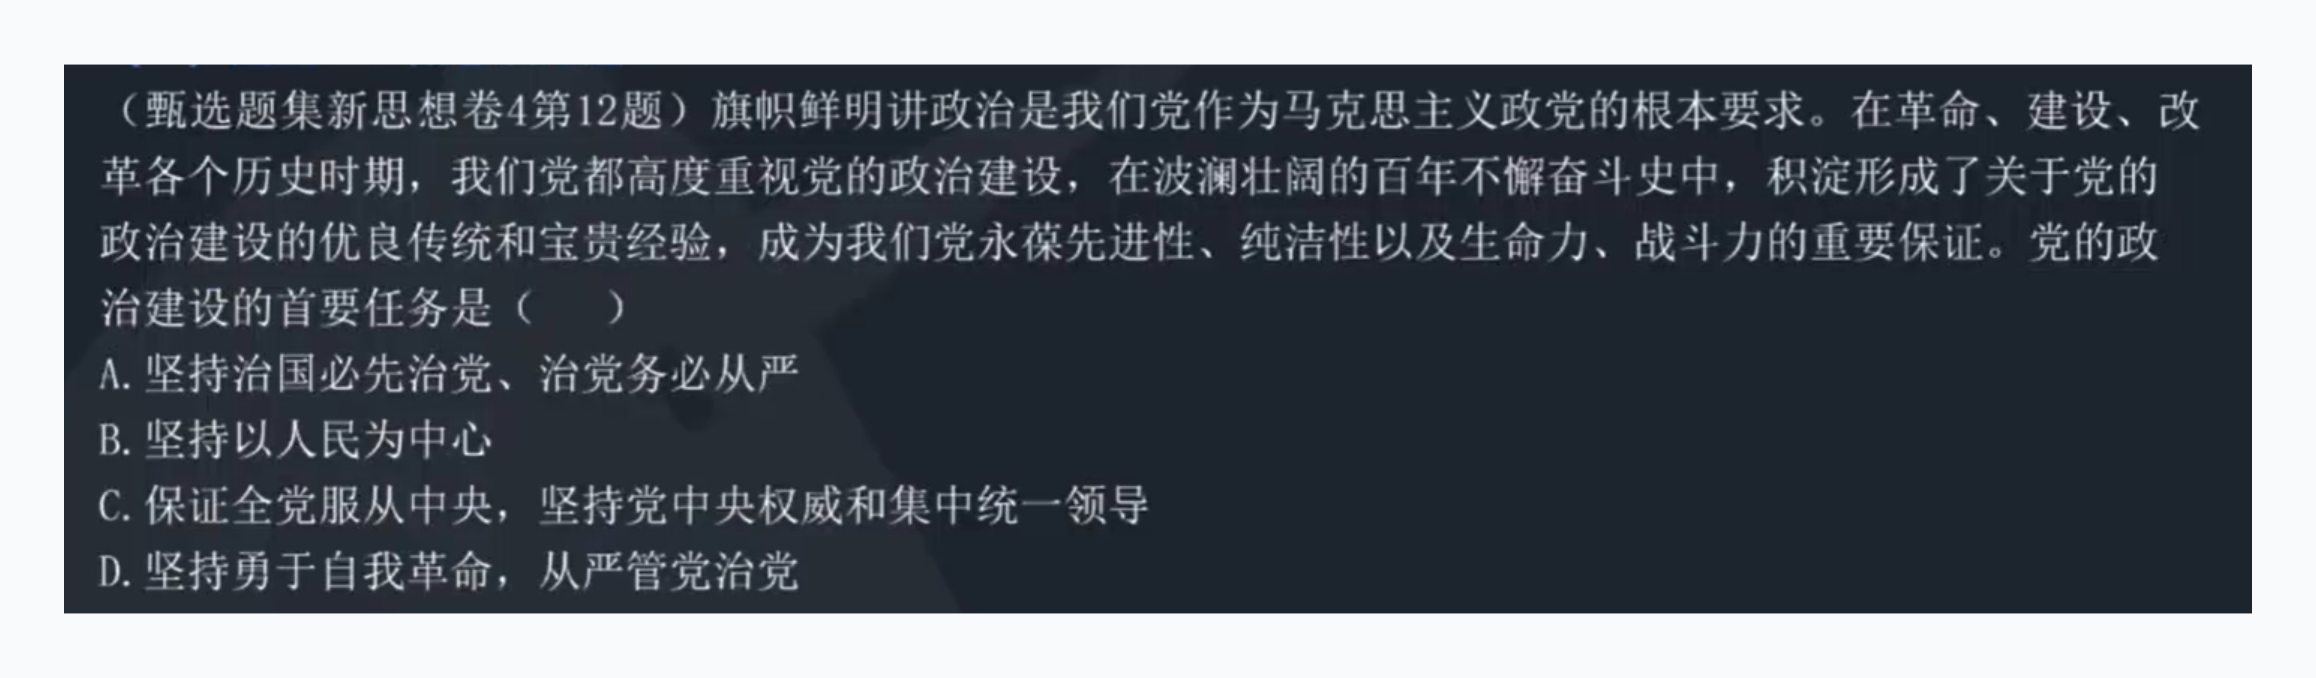 （甄选题集新思想卷4第12题）旗帜鲜明讲政治是我们党作为马克思主义政党的根本要求。在革命、建设、改
革各个历史时期，我们党都高度重视党的政治建设，在波澜壮阔的百年不懈奋斗史中，积淀形成了关于党的
政治建设的优良传统和宝贵经验，成为我们党永葆先进性、纯洁性以及生命力、战斗力的重要保证。党的政
治建设的首要任务是（　　）
A.坚持治国必先治党、治党务必从严
B.坚持以人民为中心
C.保证全党服从中央，坚持党中央权威和集中统一领导
D.坚持勇于自我革命，从严管党治党